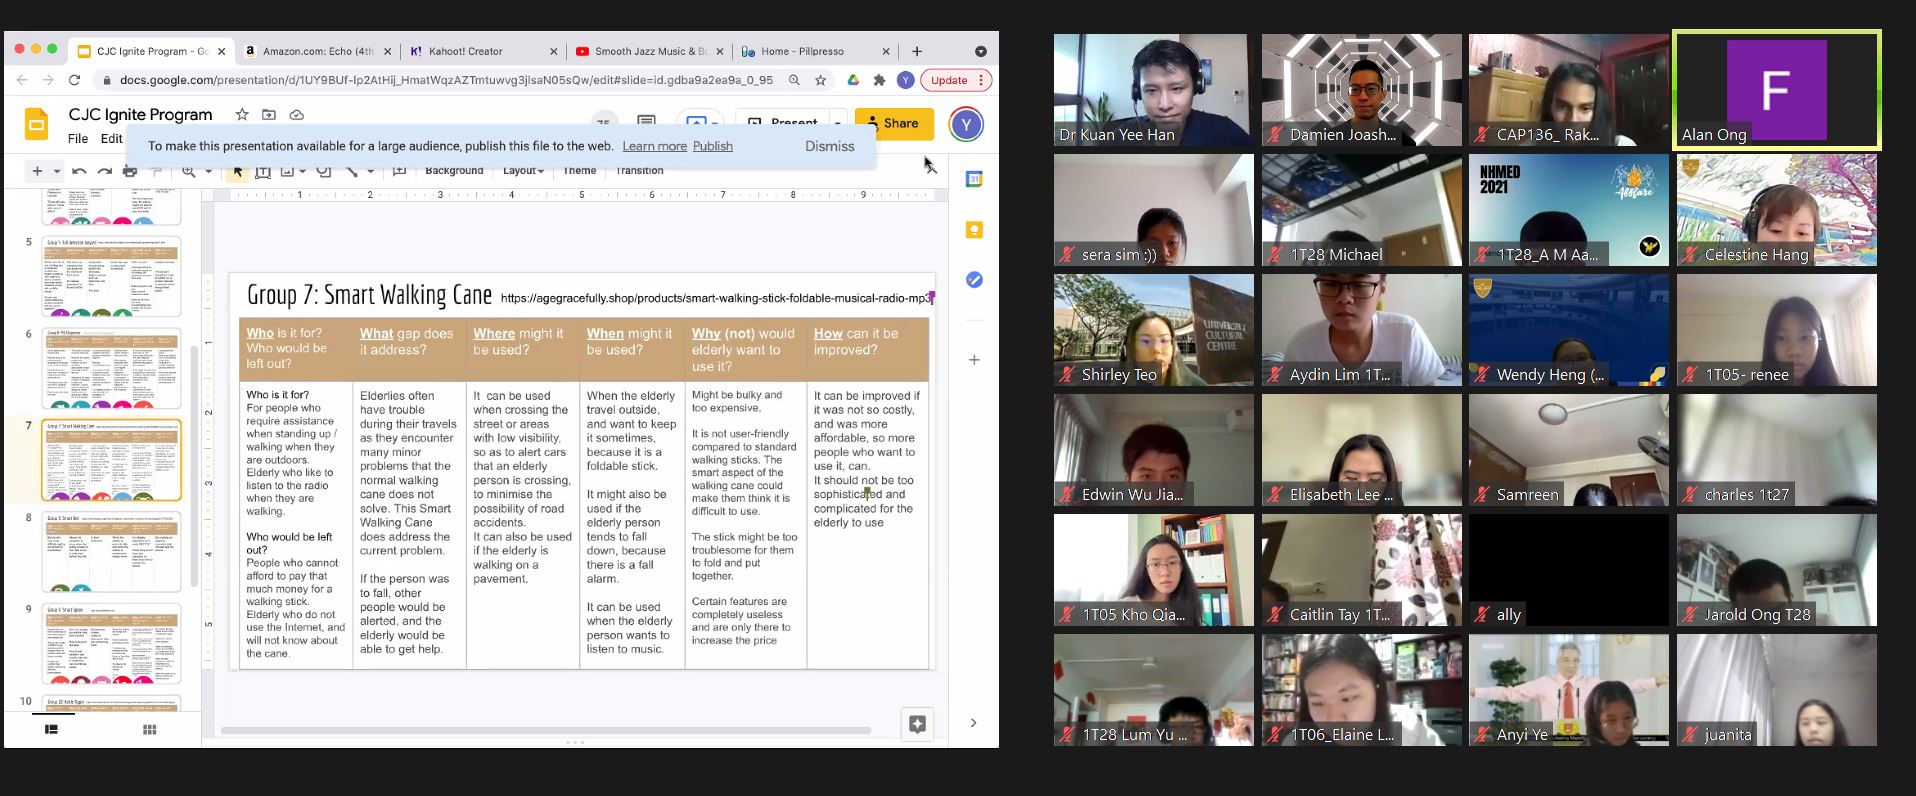 CJC Ignite Program - Go
Amazon.com: Echo (4th
Kahoot! Creator
Smooth Jazz Music & Bo
Home - Pillpresso
docs.google.com/presentation/d/1UY9BUf-Ip2AtHij_HmatWqzAZTmtuwvg3jlsaN05sQw/edit#slide=id.gdba9a2ea9a_0_95
Y
Update
CJC Ignite Program
75
Present
Share
Y
File
Edit
To make this presentation available for a large audience, publish this file to the web.
Learn more
Publish
Dismiss
Background
Layout
Theme
Transition
1 2 3 4 5 6 7 8 9
5
6
7
8
9
10
1
2
3
4
5
Group 7: Smart Walking Cane https://agegracefully.shop/products/smart-walking-stick-foldable-musical-radio-mp3
Who is it for?
Who would be
left out?
What gap does
it address?
Where might it
be used?
When might it
be used?
Why (not) would
elderly want to
use it?
How can it be
improved?
Who is it for?
For people who
require assistance
when standing up /
walking when they
are outdoors.
Elderly who like to
listen to the radio
when they are
walking.
Who would be left
out?
People who cannot
afford to pay that
much money for a
walking stick.
Elderly who do not
use the Internet, and
will not know about
the cane.
Elderlies often
have trouble
during their travels
as they encounter
many minor
problems that the
normal walking
cane does not
solve. This Smart
Walking Cane
does address the
current problem.
If the person was
to fall, other
people would be
alerted, and the
elderly would be
able to get help.
It can be used
when crossing the
street or areas
with low visibility,
so as to alert cars
that an elderly
person is crossing,
to minimise the
possibility of road
accidents.
It can also be used
if the elderly is
walking on a
pavement.
When the elderly
travel outside,
and want to keep
it sometimes,
because it is a
foldable stick.
It might also be
used if the
elderly person
tends to fall
down, because
there is a fall
alarm.
It can be used
when the elderly
person wants to
listen to music.
Might be bulky and
too expensive.
It is not user-friendly
compared to standard
walking sticks. The
smart aspect of the
walking cane could
make them think it is
difficult to use.
The stick might be too
troublesome for them
to fold and put
together.
Certain features are
completely useless
and are only there to
increase the price
It can be improved if
it was not so costly,
and was more
affordable, so more
people who want to
use it, can.
It should not be too
sophisticated and
complicated for the
elderly to use
Dr Kuan Yee Han
Damien Joash...
CAP136_ Rak...
F
Alan Ong
sera sim :))
1T28 Michael
NHMED
2021
1T28_A M Aa...
Celestine Hang
UNIVERSITY
CULTURAL
CENTRE
Shirley Teo
Aydin Lim 1T...
Wendy Heng (...
1T05- renee
Edwin Wu Jia...
Elisabeth Lee ...
Samreen
charles 1t27
1T05 Kho Qia...
Caitlin Tay 1T...
ally
Jarold Ong T28
1T28 Lum Yu ...
1T06_Elaine L...
Anyi Ye
juanita